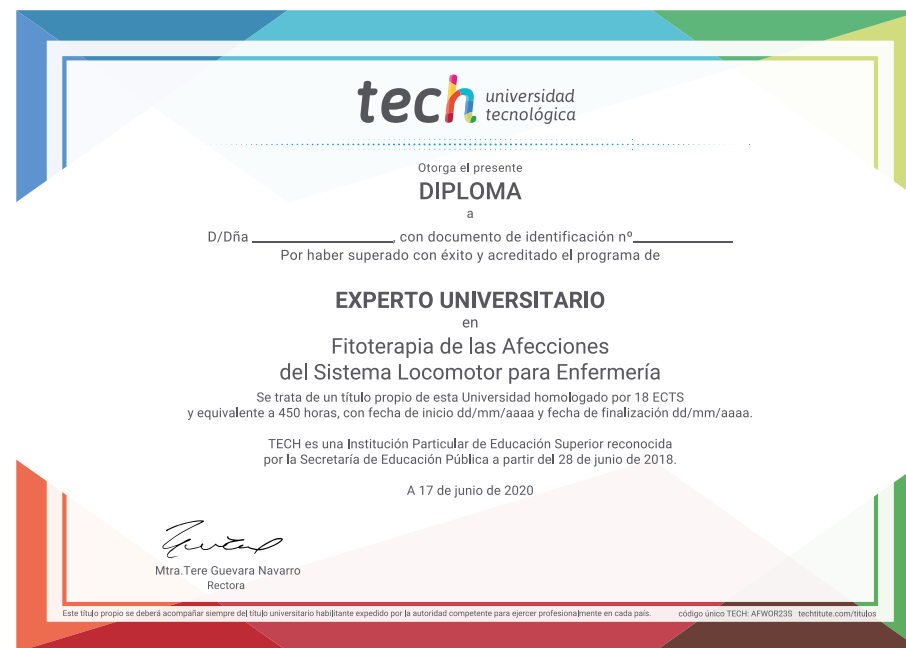 tech universidad
tecnológica
Otorga el presente
DIPLOMA
a
D/Dña ____________________, con documento de identificación nº______________
Por haber superado con éxito y acreditado el programa de
EXPERTO UNIVERSITARIO
en
Fitoterapia de las Afecciones
del Sistema Locomotor para Enfermería
Se trata de un título propio de esta Universidad homologado por 18 ECTS
y equivalente a 450 horas, con fecha de inicio dd/mm/aaaa y fecha de finalización dd/mm/aaaa.
TECH es una Institución Particular de Educación Superior reconocida
por la Secretaría de Educación Pública a partir del 28 de junio de 2018.
A 17 de junio de 2020
Mtra.Tere Guevara Navarro
Rectora
Este título propio se deberá acompañar siempre del título universitario habilitante expedido por la autoridad competente para ejercer profesionalmente en cada país. código único TECH: AFWOR23S techtitute.com/titulos